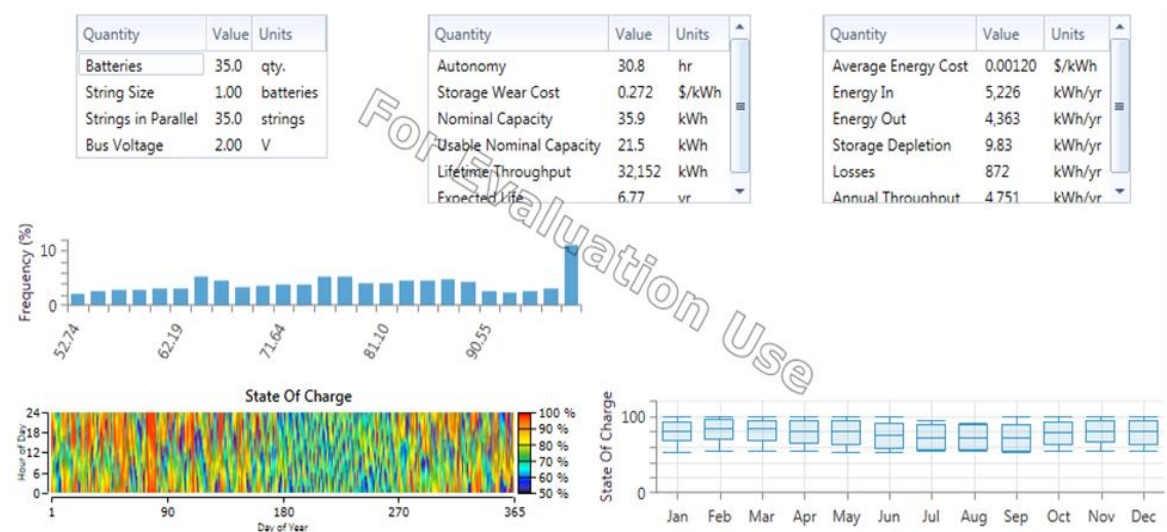 Quantity Value Units
Batteries 35.0 qty.
String Size 1.00 batteries
Strings in Parallel 35.0 strings
Bus Voltage 2.00 V
Quantity Value Units
Autonomy 30.8 hr
Storage Wear Cost 0.272 $/kWh
Nominal Capacity 35.9 kWh
Usable Nominal Capacity 21.5 kWh
Lifetime Throughput 32,152 kWh
Expected Life 6.77 yr
Quantity Value Units
Average Energy Cost 0.00120 $/kWh
Energy In 5,226 kWh/yr
Energy Out 4,363 kWh/yr
Storage Depletion 9.83 kWh/yr
Losses 872 kWh/yr
Annual Throughput 4,751 kWh/yr
For Evaluation Use
Frequency (%)
10
0
52.74 62.19 71.64 81.10 90.55
State Of Charge
Hour of Day
24
18
12
6
0
1 90 180 270 365
Day of Year
100 %
90 %
80 %
70 %
60 %
50 %
State Of Charge
100
0
Jan Feb Mar Apr May Jun Jul Aug Sep Oct Nov Dec